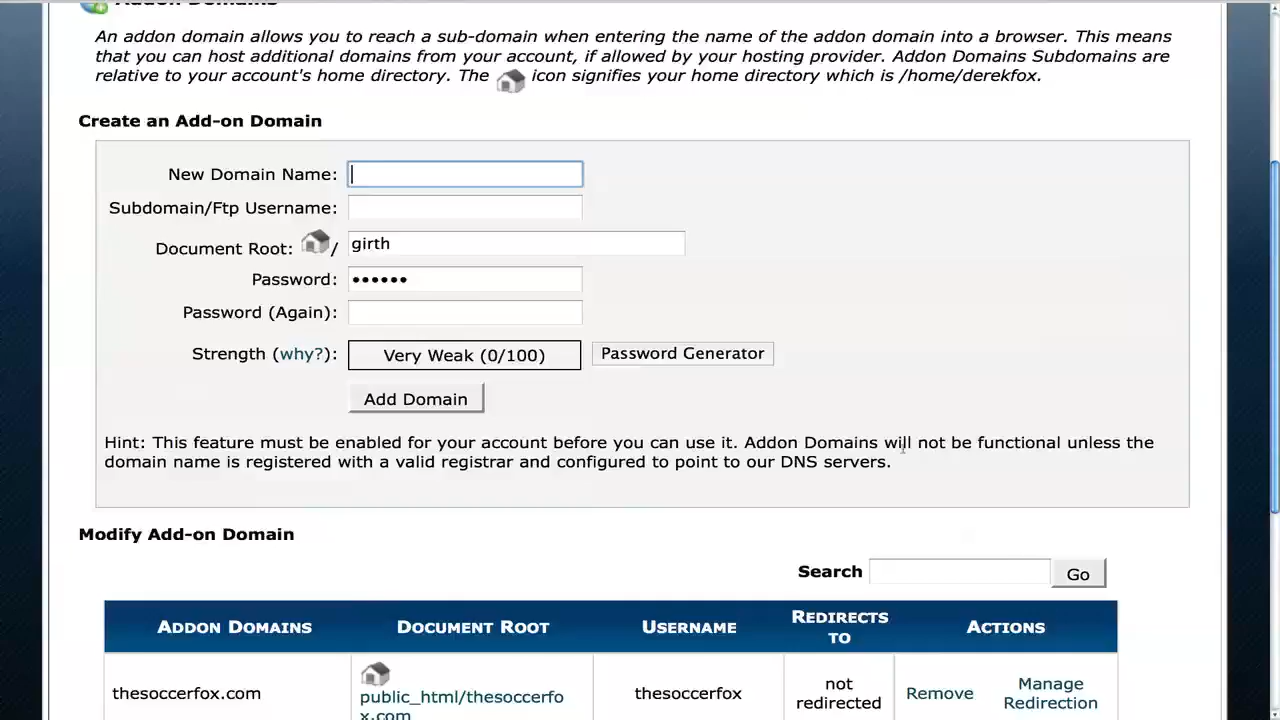 Addon Domains
An addon domain allows you to reach a sub-domain when entering the name of the addon domain into a browser. This means
that you can host additional domains from your account, if allowed by your hosting provider. Addon Domains Subdomains are
relative to your account's home directory. The icon signifies your home directory which is /home/derekfox.
Create an Add-on Domain
New Domain Name:
Subdomain/Ftp Username:
Document Root: / girth
Password: ••••••
Password (Again):
Strength (why?): Very Weak (0/100) Password Generator
Add Domain
Hint: This feature must be enabled for your account before you can use it. Addon Domains will not be functional unless the
domain name is registered with a valid registrar and configured to point to our DNS servers.
Modify Add-on Domain
Search Go
ADDON DOMAINS DOCUMENT ROOT USERNAME REDIRECTS TO ACTIONS
thesoccerfox.com
public_html/thesoccerfo
x.com
thesoccerfox
not
redirected
Remove
Manage
Redirection